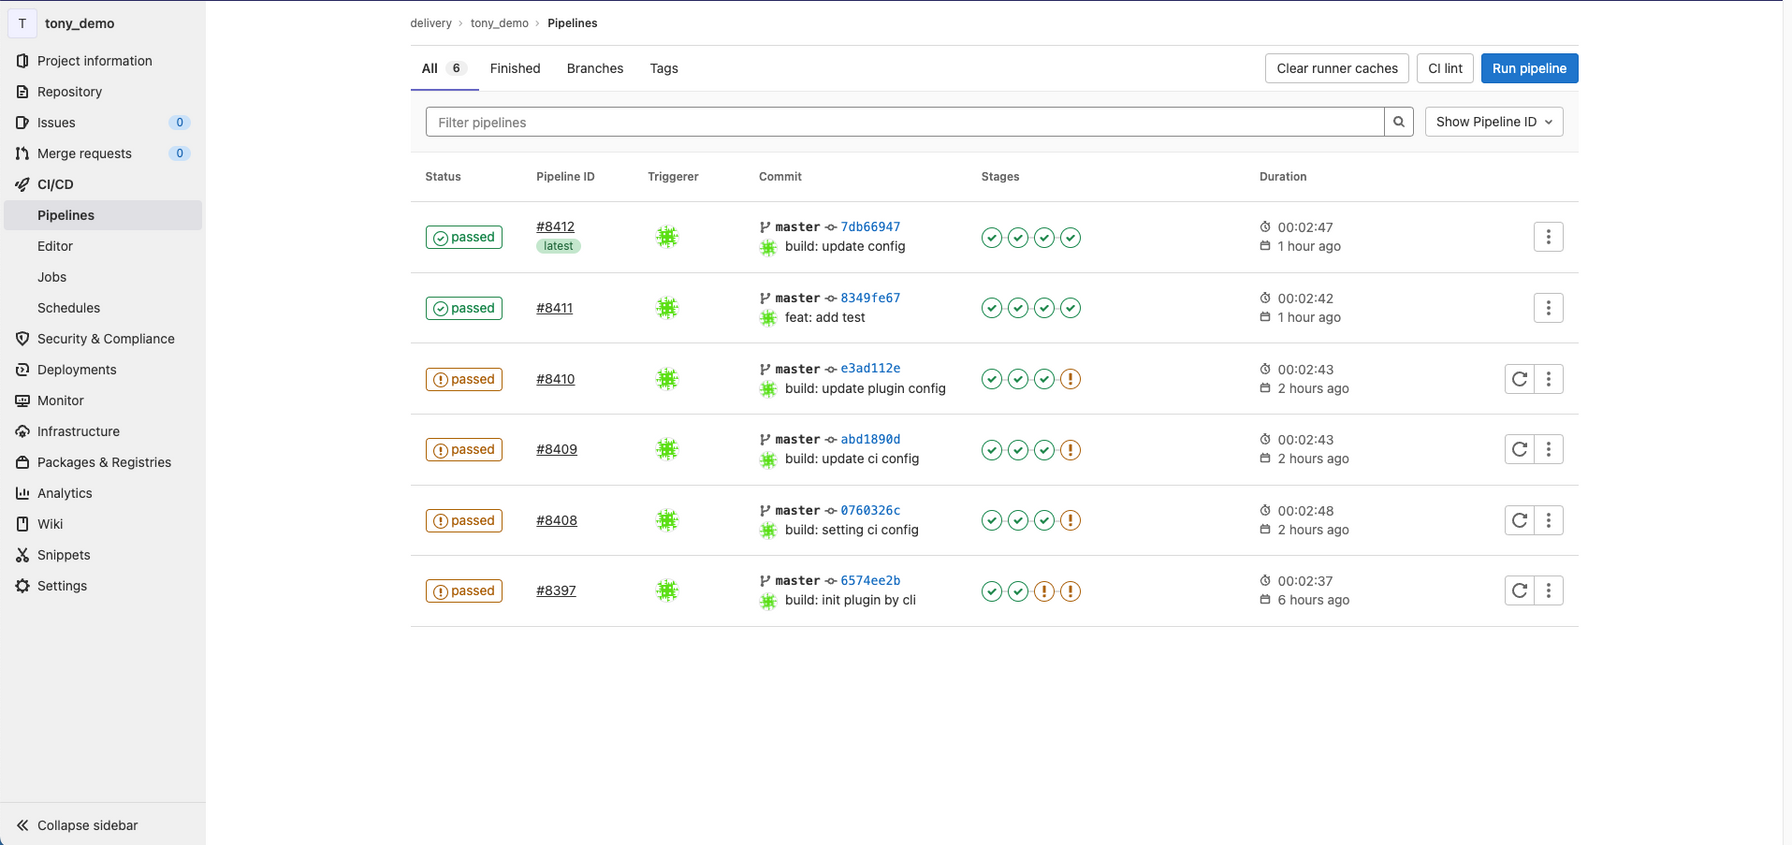 T tony_demo
Project information
Repository
Issues 0
Merge requests 0
CI/CD
Pipelines
Editor
Jobs
Schedules
Security & Compliance
Deployments
Monitor
Infrastructure
Packages & Registries
Analytics
Wiki
Snippets
Settings
Collapse sidebar
delivery › tony_demo › Pipelines
All 6 Finished Branches Tags Clear runner caches CI lint Run pipeline
Filter pipelines Show Pipeline ID
Status Pipeline ID Triggerer Commit Stages Duration
passed #8412 master 7db66947 00:02:47
latest build: update config 1 hour ago
passed #8411 master 8349fe67 00:02:42
feat: add test 1 hour ago
passed #8410 master e3ad112e 00:02:43
build: update plugin config 2 hours ago
passed #8409 master abd1890d 00:02:43
build: update ci config 2 hours ago
passed #8408 master 0760326c 00:02:48
build: setting ci config 2 hours ago
passed #8397 master 6574ee2b 00:02:37
build: init plugin by cli 6 hours ago